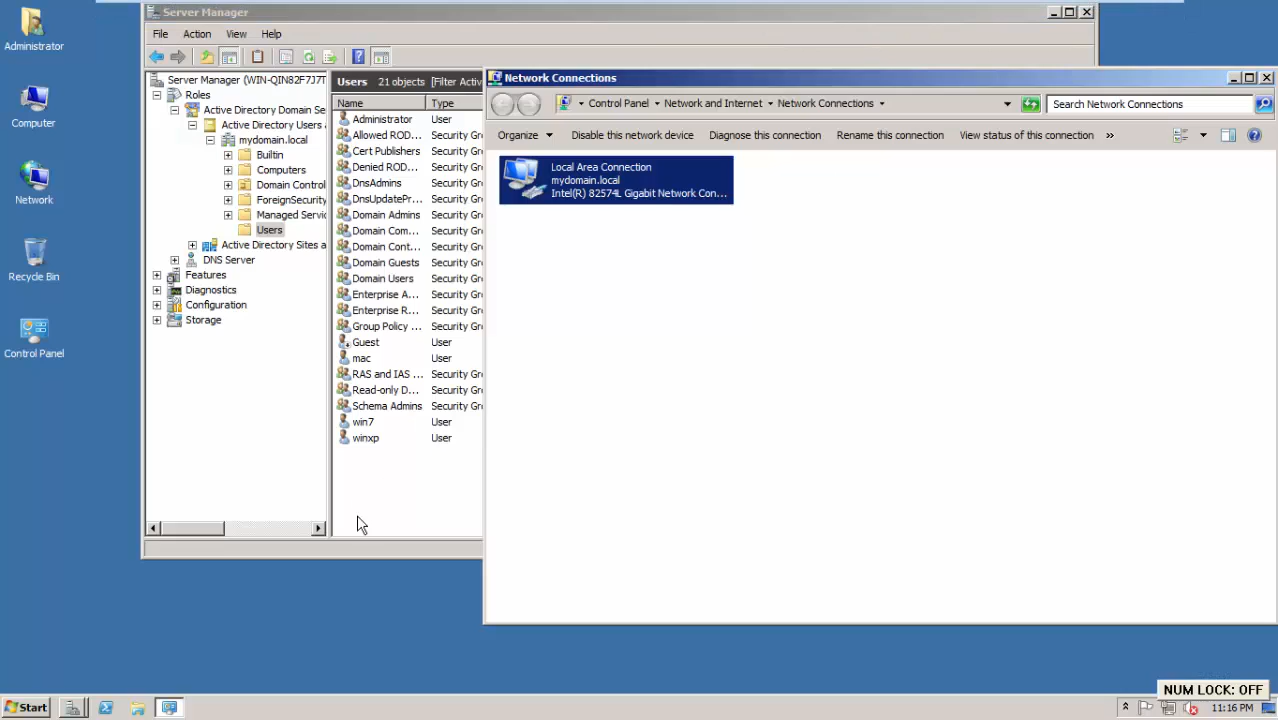 Administrator
Computer
Network
Recycle Bin
Control Panel
Server Manager
File Action View Help
Server Manager (WIN-QIN82F7J7T
Roles
Active Directory Domain Se
Active Directory Users
mydomain.local
Builtin
Computers
Domain Control
ForeignSecurity
Managed Servic
Users
Active Directory Sites a
DNS Server
Features
Diagnostics
Configuration
Storage
Users 21 objects [Filter Activ
Name Type
Administrator User
Allowed ROD... Security Gr
Cert Publishers Security Gr
Denied ROD... Security Gr
DnsAdmins Security Gr
DnsUpdatePr... Security Gr
Domain Admins Security Gr
Domain Com... Security Gr
Domain Cont... Security Gr
Domain Guests Security Gr
Domain Users Security Gr
Enterprise A... Security Gr
Enterprise R... Security Gr
Group Policy ... Security Gr
Guest User
mac User
RAS and IAS ... Security Gr
Read-only D... Security Gr
Schema Admins Security Gr
win7 User
winxp User
Network Connections
Control Panel Network and Internet Network Connections
Search Network Connections
Organize Disable this network device Diagnose this connection Rename this connection View status of this connection »
Local Area Connection
mydomain.local
Intel(R) 82574L Gigabit Network Con...
NUM LOCK: OFF
Start
11:16 PM